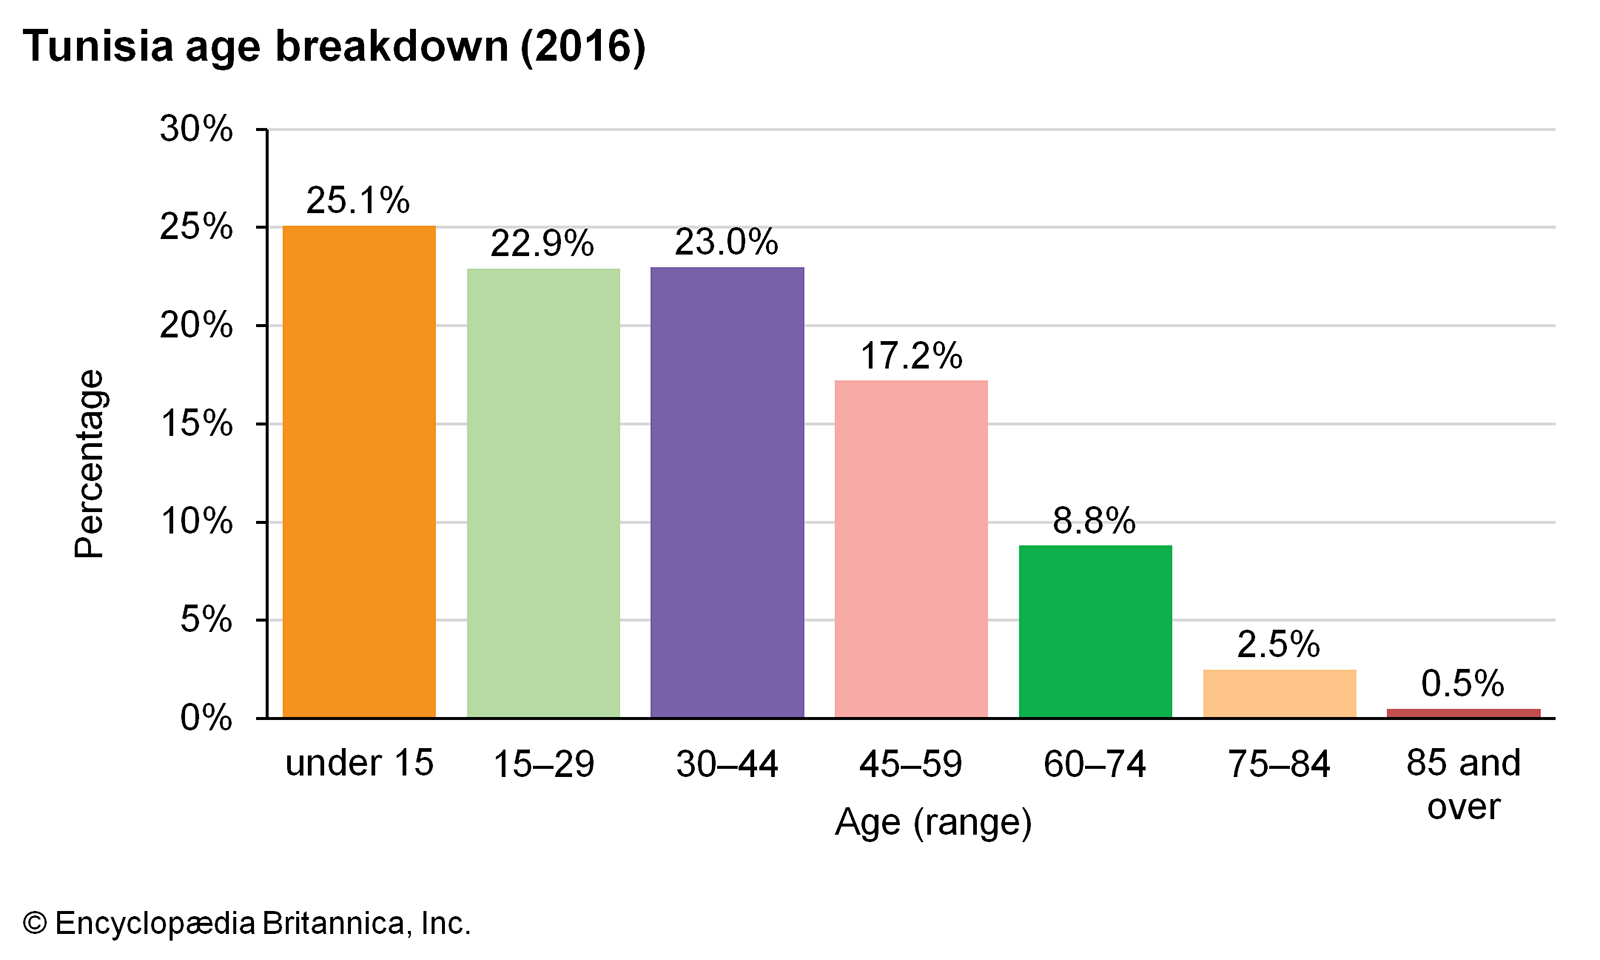 Tunisia age breakdown (2016)
Percentage
30%
25%
20%
15%
10%
5%
0%
25.1%
22.9%
23.0%
17.2%
8.8%
2.5%
0.5%
under 15
15–29
30–44
45–59
60–74
75–84
85 and
over
Age (range)
© Encyclopædia Britannica, Inc.